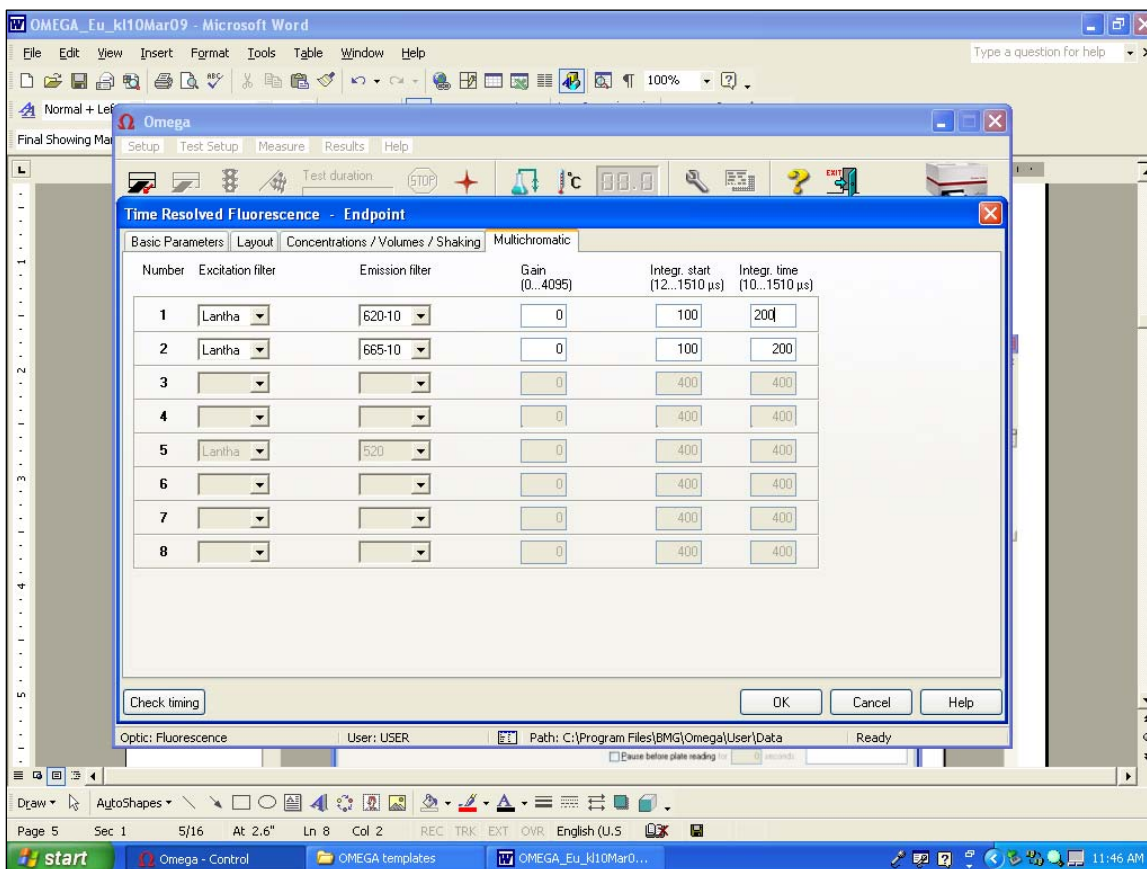 OMEGA_Eu_kl10Mar09 - Microsoft Word
File Edit View Insert Format Tools Table Window Help
Type a question for help
100%
Normal + Lef
Final Showing Ma
Omega
Setup Test Setup Measure Results Help
Test duration
STOP
°C
EXIT
Time Resolved Fluorescence - Endpoint
Basic Parameters Layout Concentrations / Volumes / Shaking Multichromatic
Number Excitation filter Emission filter Gain Integr. start Integr. time
(0...4095) (12...1510 µs) (10...1510 µs)
1 Lantha 620-10 0 100 200
2 Lantha 665-10 0 100 200
3 0 400 400
4 0 400 400
5 Lantha 520 0 400 400
6 0 400 400
7 0 400 400
8 0 400 400
Check timing OK Cancel Help
Optic: Fluorescence User: USER Path: C:\Program Files\BMG\Omega\User\Data Ready
Pause before plate reading for 0 seconds
Draw AutoShapes
Page 5 Sec 1 5/16 At 2.6" Ln 8 Col 2 REC TRK EXT OVR English (U.S
start Omega - Control OMEGA templates OMEGA_Eu_kl10Mar0... 11:46 AM